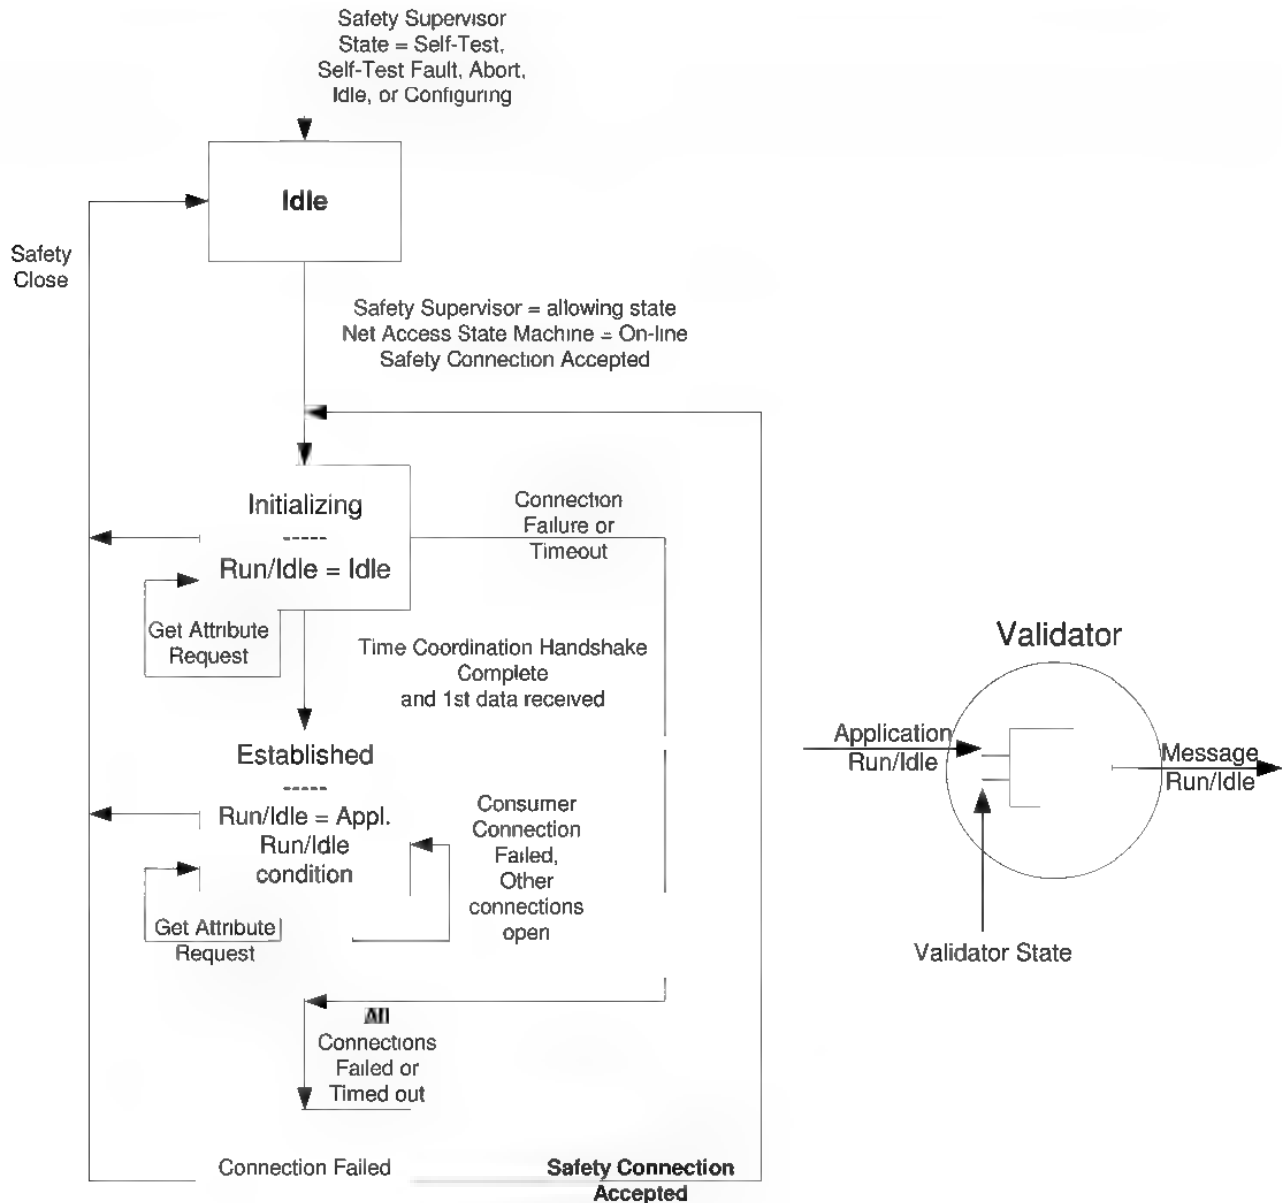 Safety Supervisor
State = Self-Test,
Self-Test Fault, Abort,
Idle, or Configuring
Idle
Safety
Close
Safety Supervisor = allowing state
Net Access State Machine = On-line
Safety Connection Accepted
Initializing
-----
Run/Idle = Idle
Connection
Failure or
Timeout
Get Attribute
Request
Time Coordination Handshake
Complete
and 1st data received
Established
-----
Run/Idle = Appl.
Run/Idle
condition
Consumer
Connection
Failed,
Other
connections
open
Get Attribute
Request
All
Connections
Failed or
Timed out
Connection Failed
Safety Connection
Accepted
Validator
Application
Run/Idle
Message
Run/Idle
Validator State